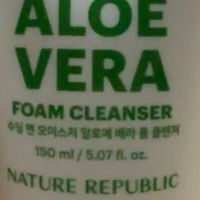 ALOE
VERA
FOAM CLEANSER
수딩 앤 모이스처 알로에 베라 폼 클렌저
150 ml / 5.07 fl. oz.
NATURE REPUBLIC